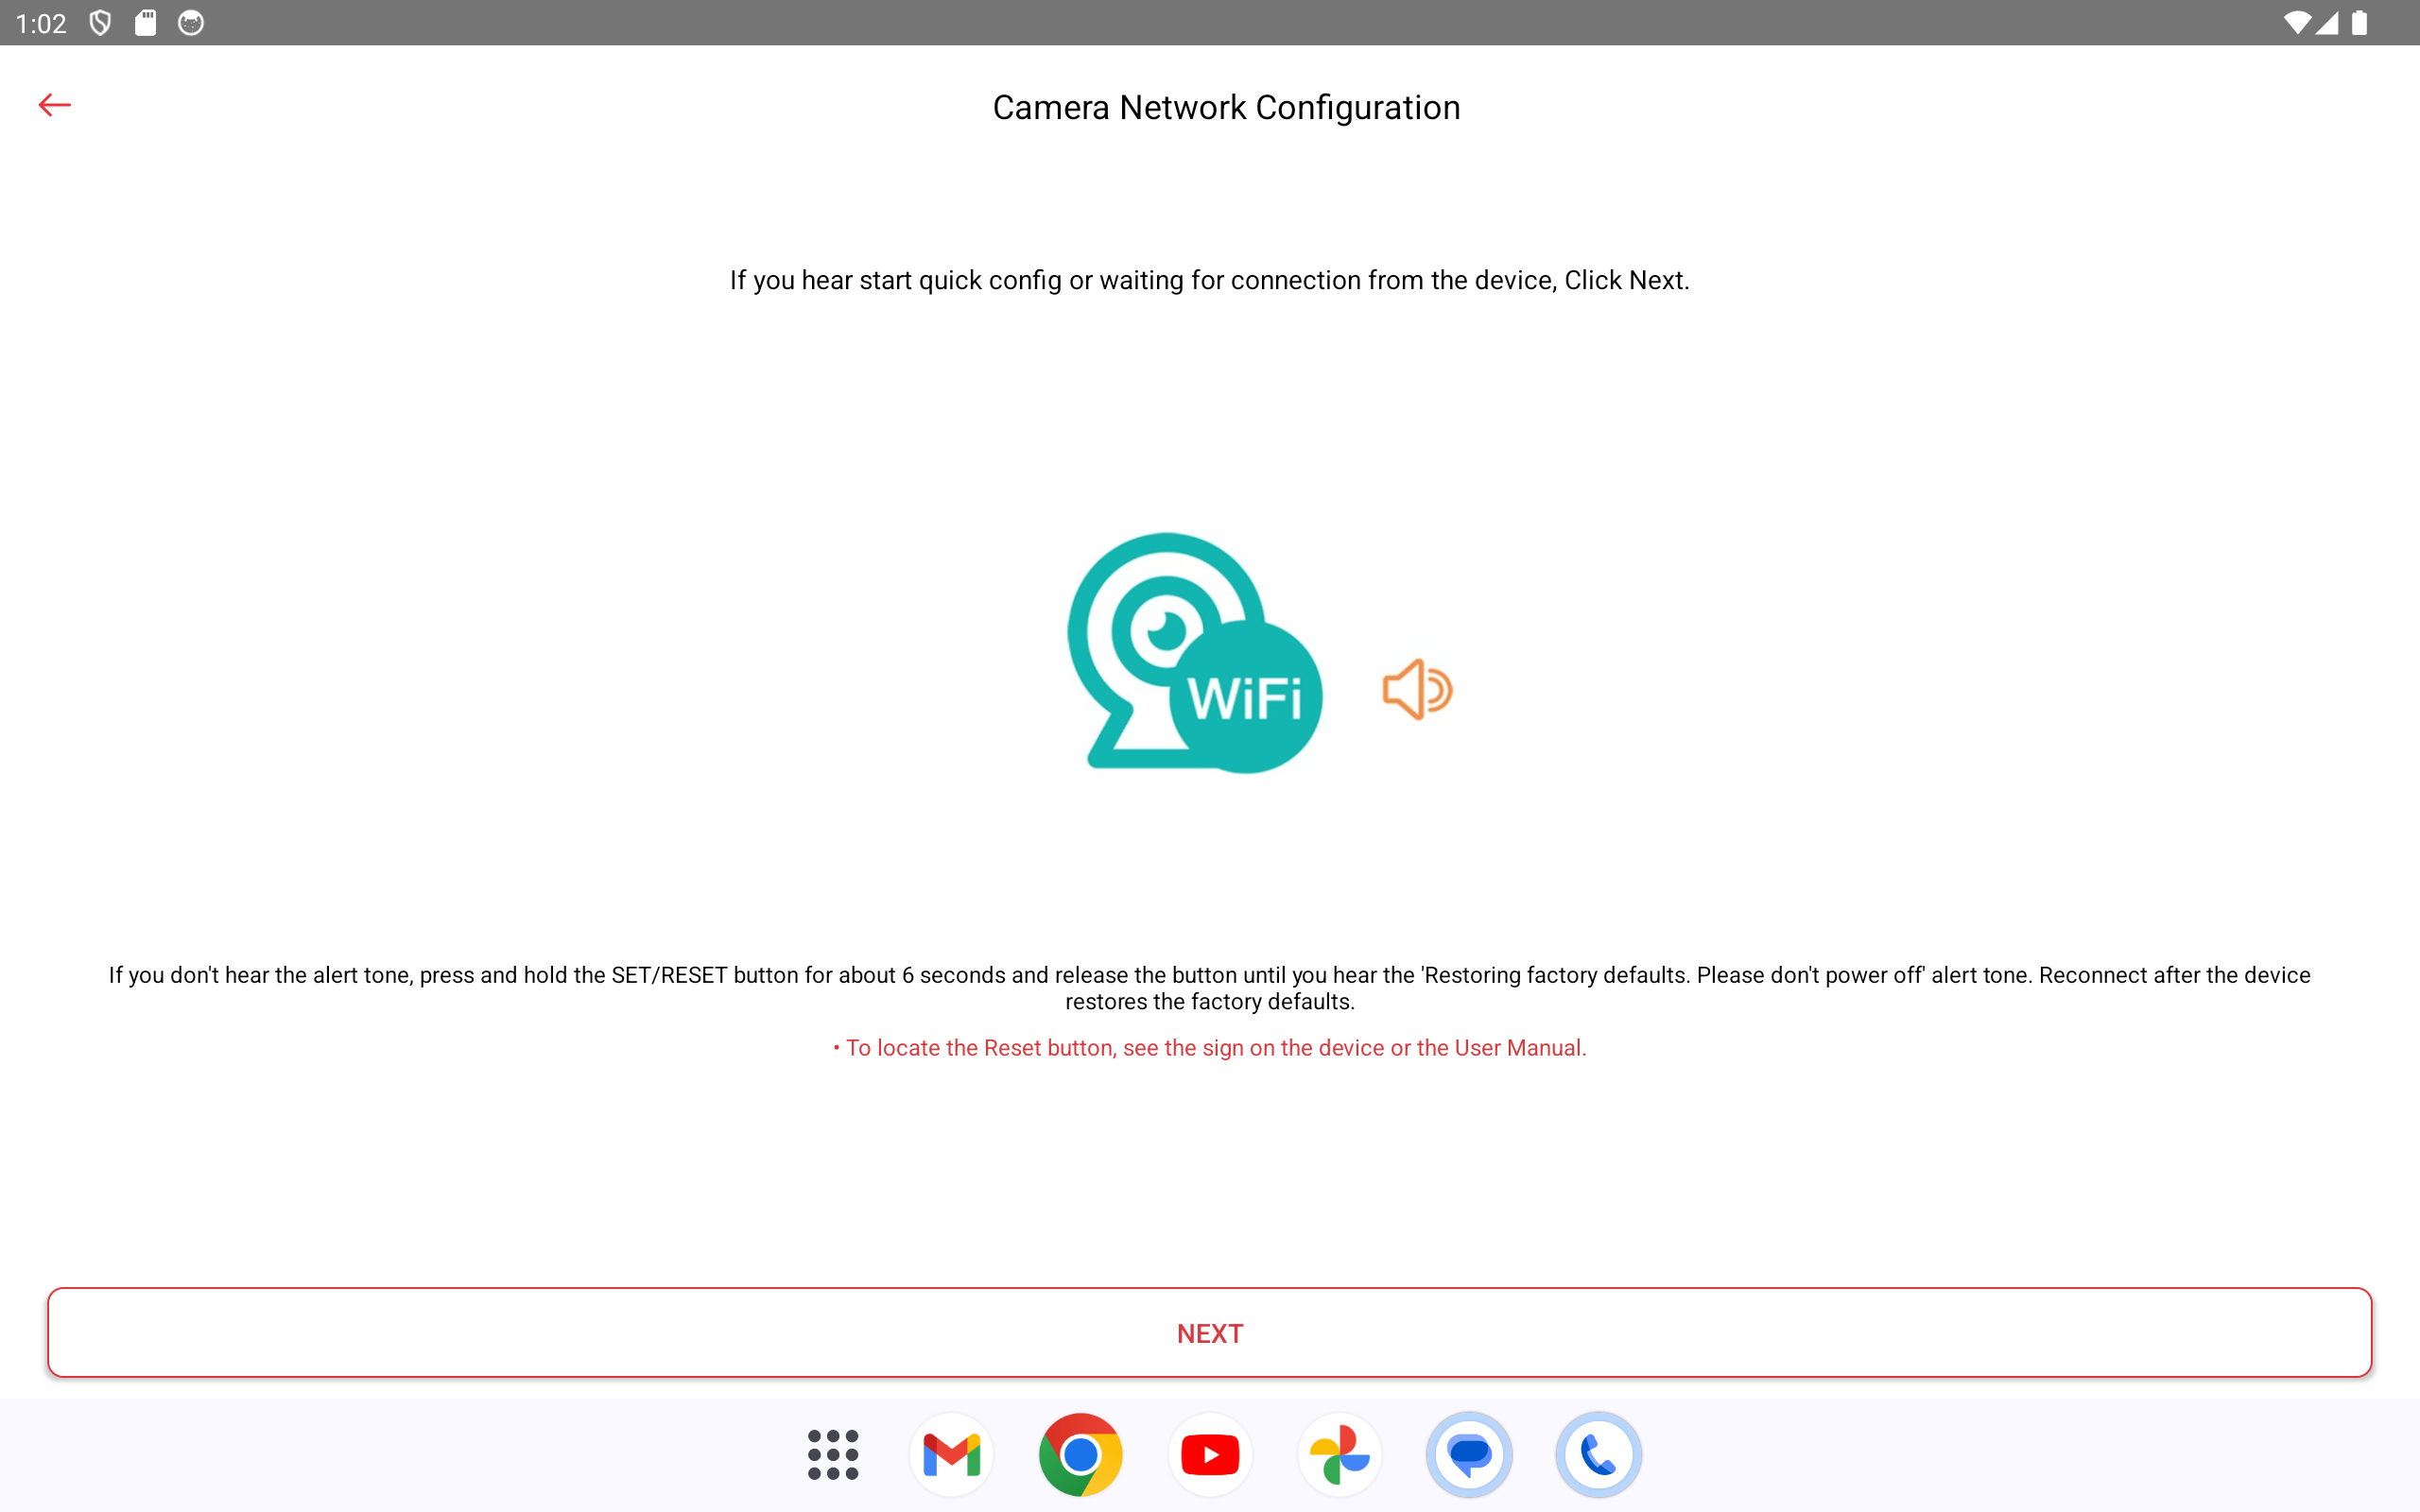 1:02
Camera Network Configuration
If you hear start quick config or waiting for connection from the device, Click Next.
WiFi
If you don't hear the alert tone, press and hold the SET/RESET button for about 6 seconds and release the button until you hear the 'Restoring factory defaults. Please don't power off' alert tone. Reconnect after the device
restores the factory defaults.
• To locate the Reset button, see the sign on the device or the User Manual.
NEXT